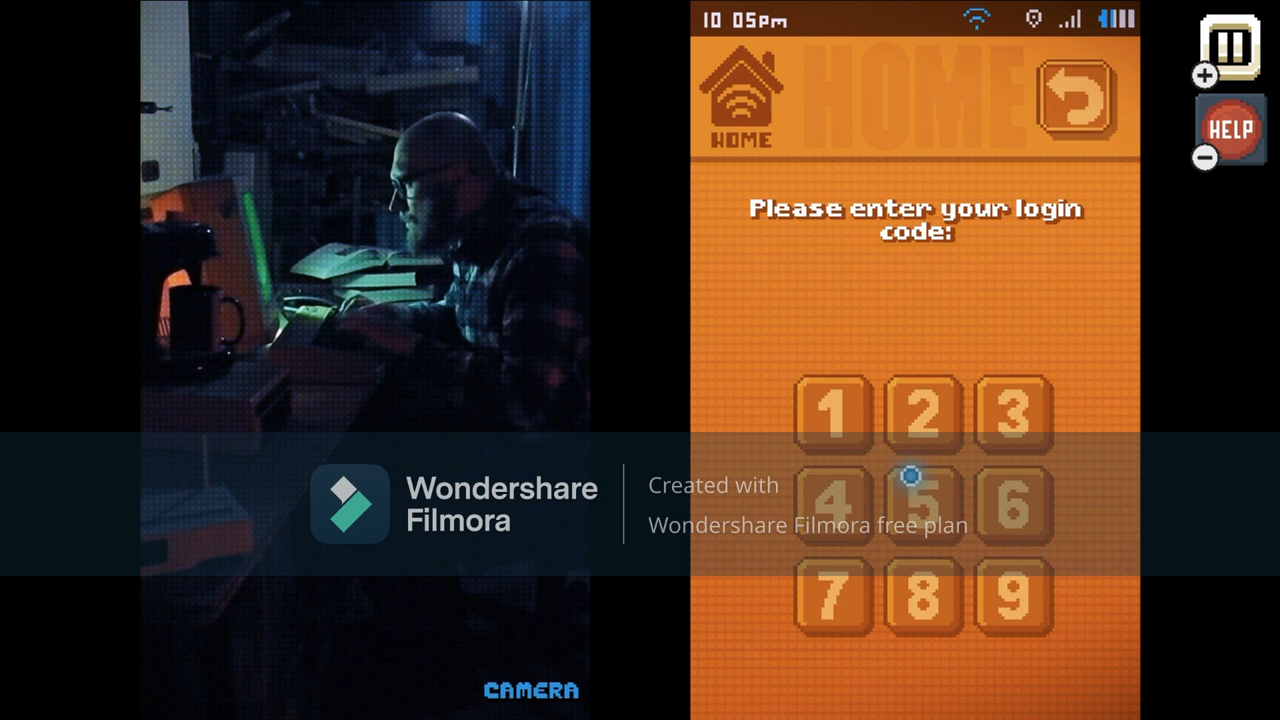 10 05pm
HOME
HOME
HELP
Please enter your login
code:
1 2 3
4 5 6
7 8 9
Wondershare
Filmora
Created with
Wondershare Filmora free plan
CAMERA